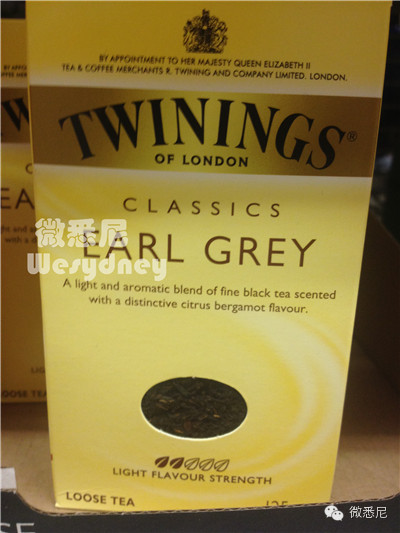 BY APPOINTMENT TO HER MAJESTY QUEEN ELIZABETH II
TEA & COFFEE MERCHANTS R. TWINING AND COMPANY LIMITED. LONDON.
TWININGS®
OF LONDON
CLASSICS
EARL GREY
微悉尼
Wesydney
A light and aromatic blend of fine black tea scented
with a distinctive citrus bergamot flavour.
LIGHT FLAVOUR STRENGTH
LOOSE TEA
微悉尼